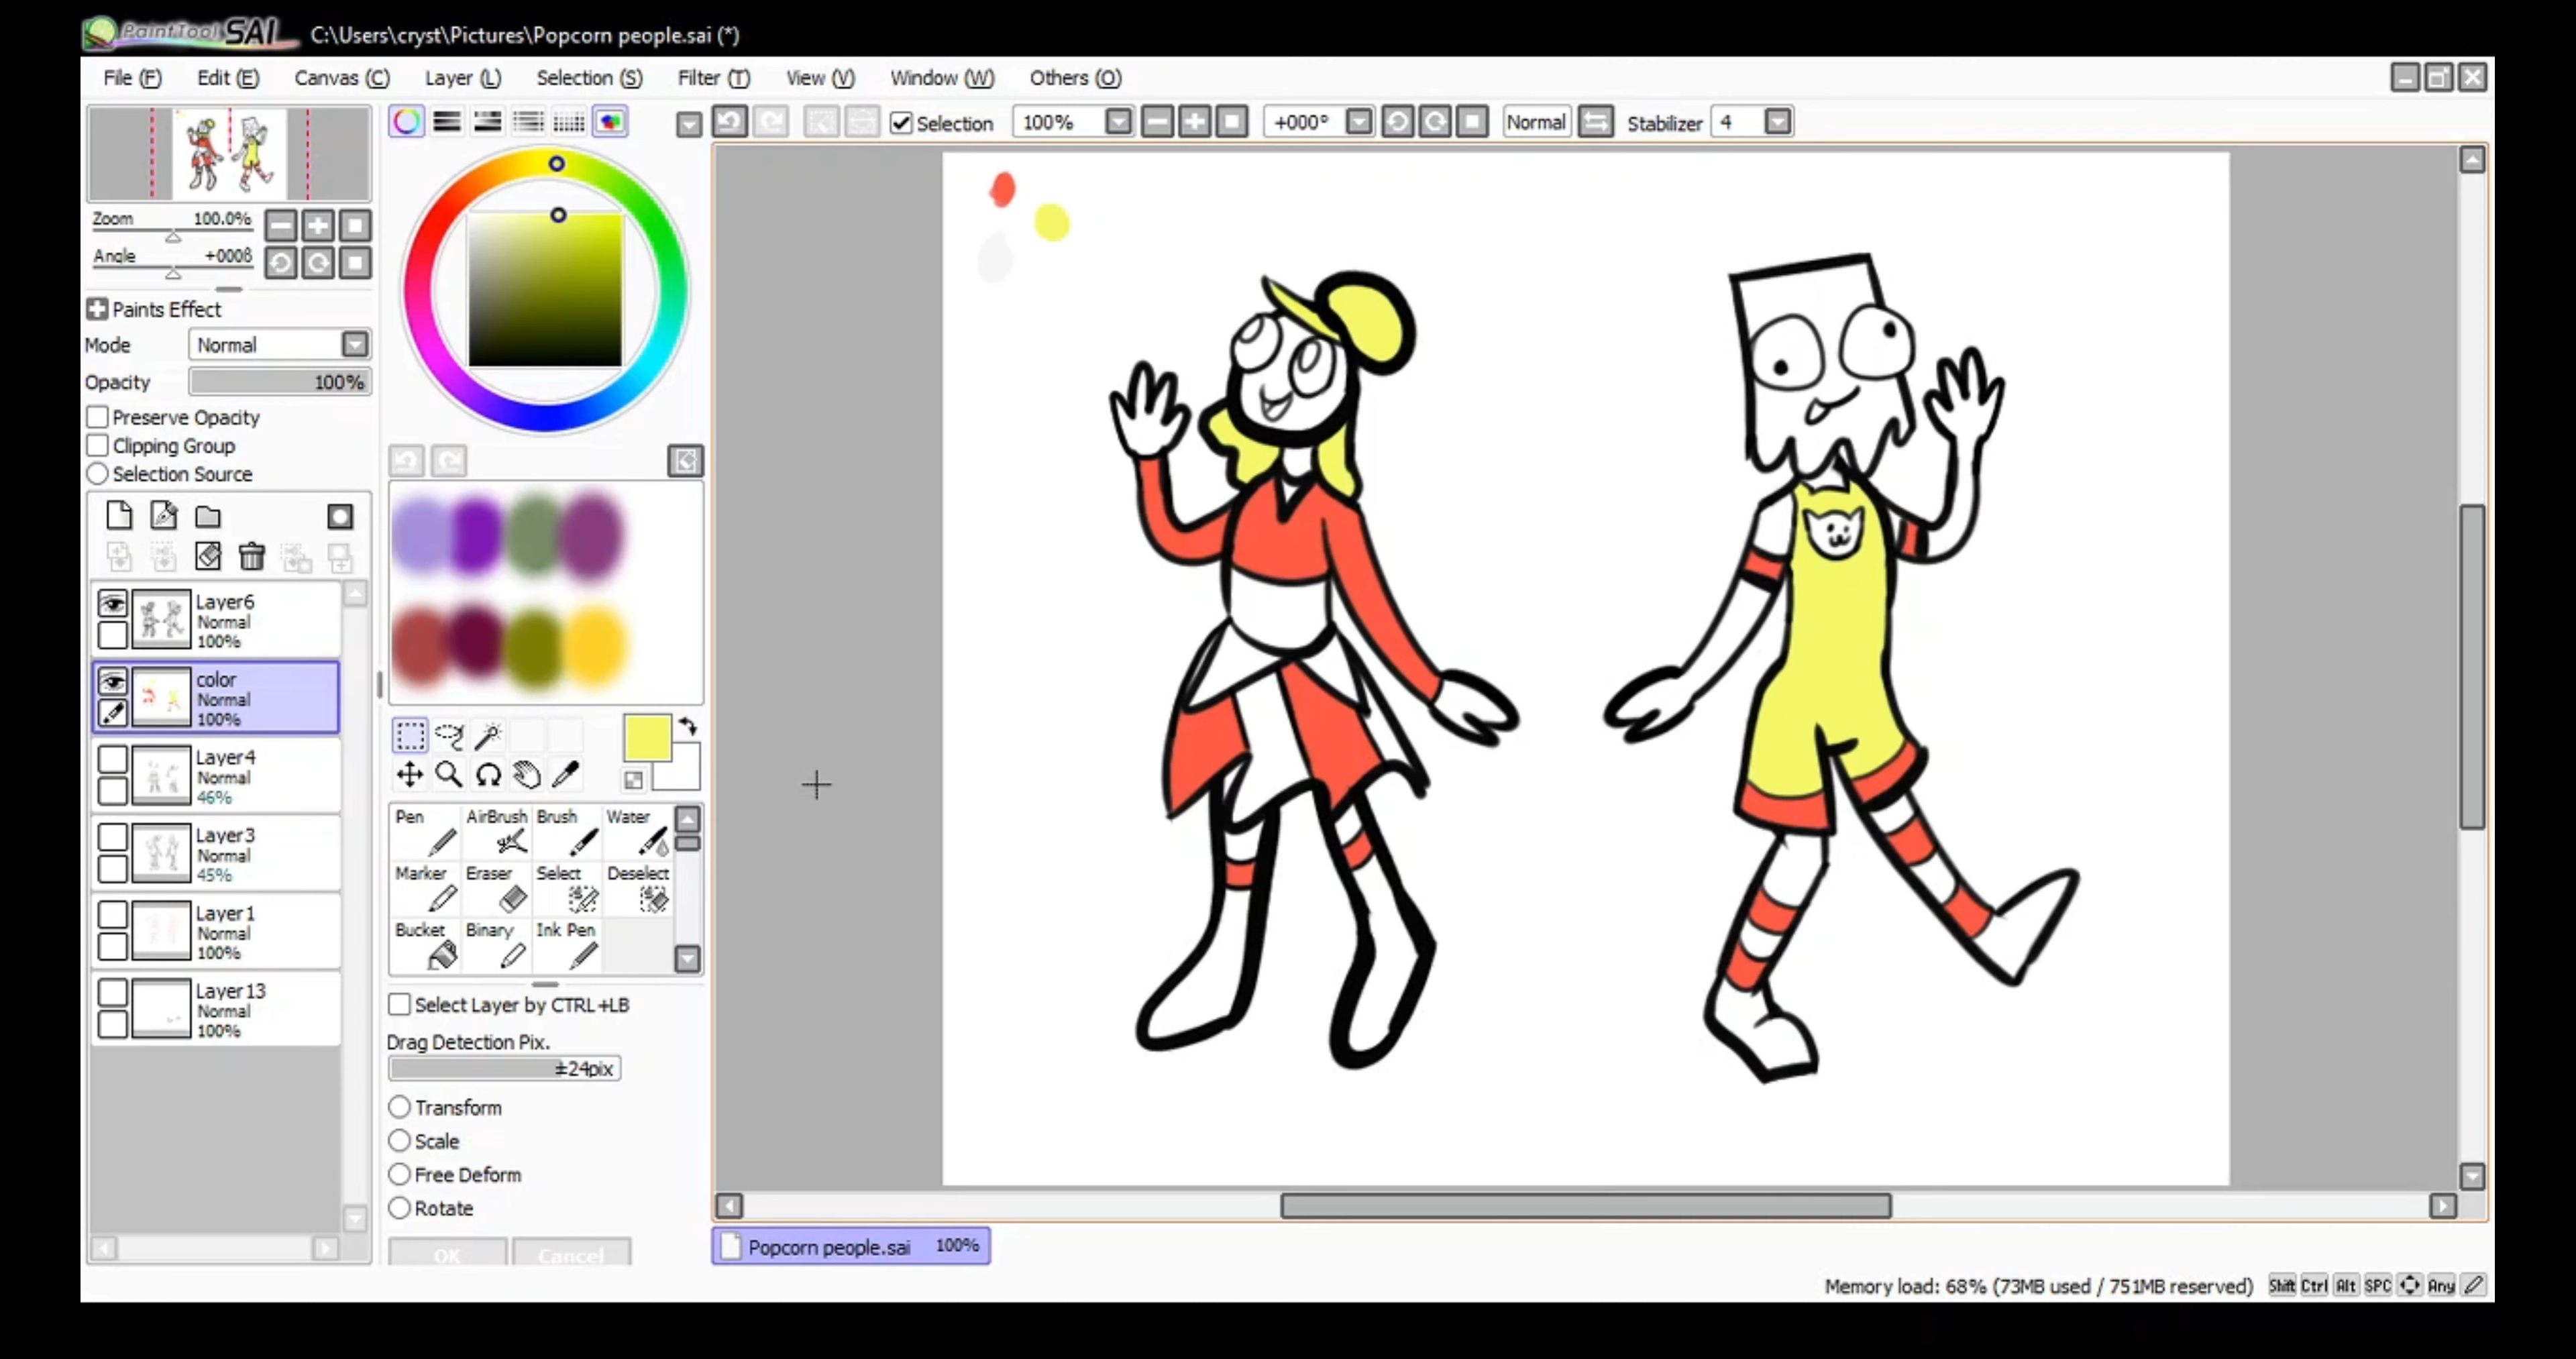 PaintTool SAI C:\Users\cryst\Pictures\Popcorn people.sai (*)
File (F) Edit (E) Canvas (C) Layer (L) Selection (S) Filter (T) View (V) Window (W) Others (O)
Selection 100% +000° Normal Stabilizer 4
Zoom 100.0%
Angle +000ß
Paints Effect
Mode Normal
Opacity 100%
Preserve Opacity
Clipping Group
Selection Source
Layer6
Normal
100%
color
Normal
100%
Layer4
Normal
46%
Layer3
Normal
45%
Layer1
Normal
100%
Layer13
Normal
100%
Pen AirBrush Brush Water
Marker Eraser Select Deselect
Bucket Binary Ink Pen
Select Layer by CTRL+LB
Drag Detection Pix.
±24pix
Transform
Scale
Free Deform
Rotate
OK Cancel
Popcorn people.sai 100%
Memory load: 68% (73MB used / 751MB reserved) Shift Ctrl Alt SPC Any